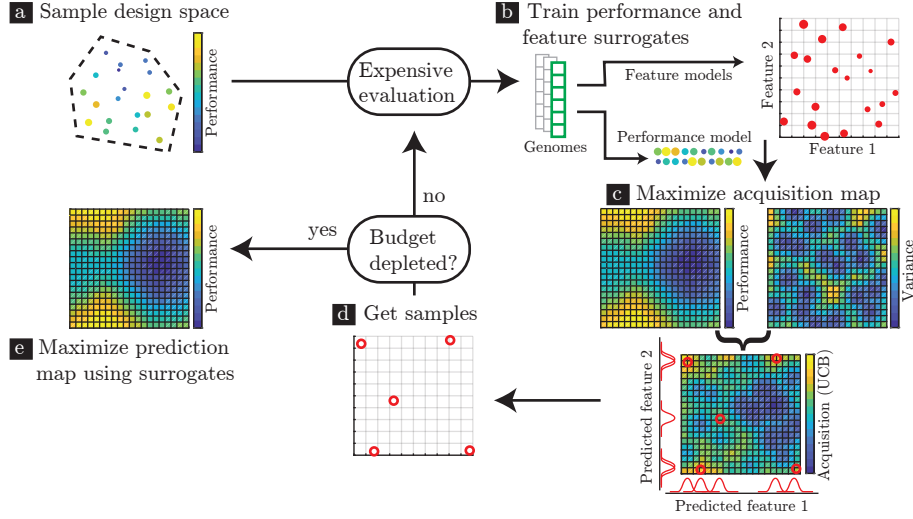 a Sample design space
Performance
Expensive
evaluation
b Train performance and
feature surrogates
Genomes
Feature models
Performance model
Feature 2
Feature 1
c Maximize acquisition map
Performance
Variance
Predicted feature 2
Acquisition (UCB)
Predicted feature 1
d Get samples
Budget
depleted?
no
yes
Performance
e Maximize prediction
map using surrogates